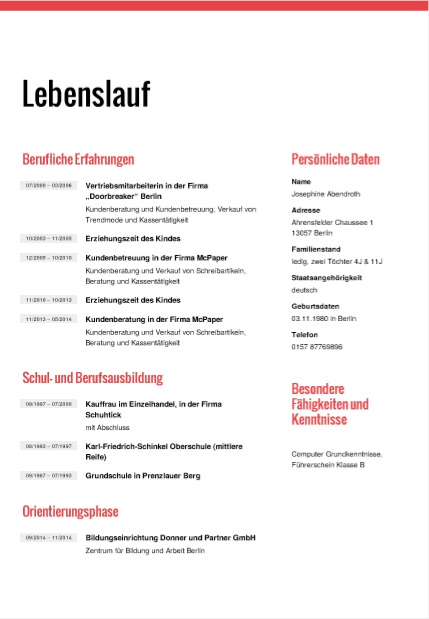 Lebenslauf
Berufliche Erfahrungen
07/2000 – 03/2006
Vertriebsmitarbeiterin in der Firma
„Doorbreaker“ Berlin
Kundenberatung und Kundenbetreuung, Verkauf von
Trendmode und Kassentätigkeit
10/2003 – 11/2005
Erziehungszeit des Kindes
12/2005 – 10/2010
Kundenbetreuung in der Firma McPaper
Kundenberatung und Verkauf von Schreibartikeln,
Beratung und Kassentätigkeit
11/2010 – 10/2013
Erziehungszeit des Kindes
11/2013 – 05/2014
Kundenberatung in der Firma McPaper
Kundenberatung und Verkauf von Schreibartikeln,
Beratung und Kassentätigkeit
Schul- und Berufsausbildung
09/1997 – 07/2000
Kauffrau im Einzelhandel, in der Firma
Schuhtick
mit Abschluss
08/1993 – 07/1997
Karl-Friedrich-Schinkel Oberschule (mittlere
Reife)
09/1987 – 07/1993
Grundschule in Prenzlauer Berg
Orientierungsphase
09/2014 – 11/2014
Bildungseinrichtung Donner und Partner GmbH
Zentrum für Bildung und Arbeit Berlin
Persönliche Daten
Name
Josephine Abendroth
Adresse
Ahrensfelder Chaussee 1
13057 Berlin
Familienstand
ledig, zwei Töchter 4J & 11J
Staatsangehörigkeit
deutsch
Geburtsdaten
03.11.1980 in Berlin
Telefon
0157 87769896
Besondere
Fähigkeiten und
Kenntnisse
Computer Grundkenntnisse,
Führerschein Klasse B